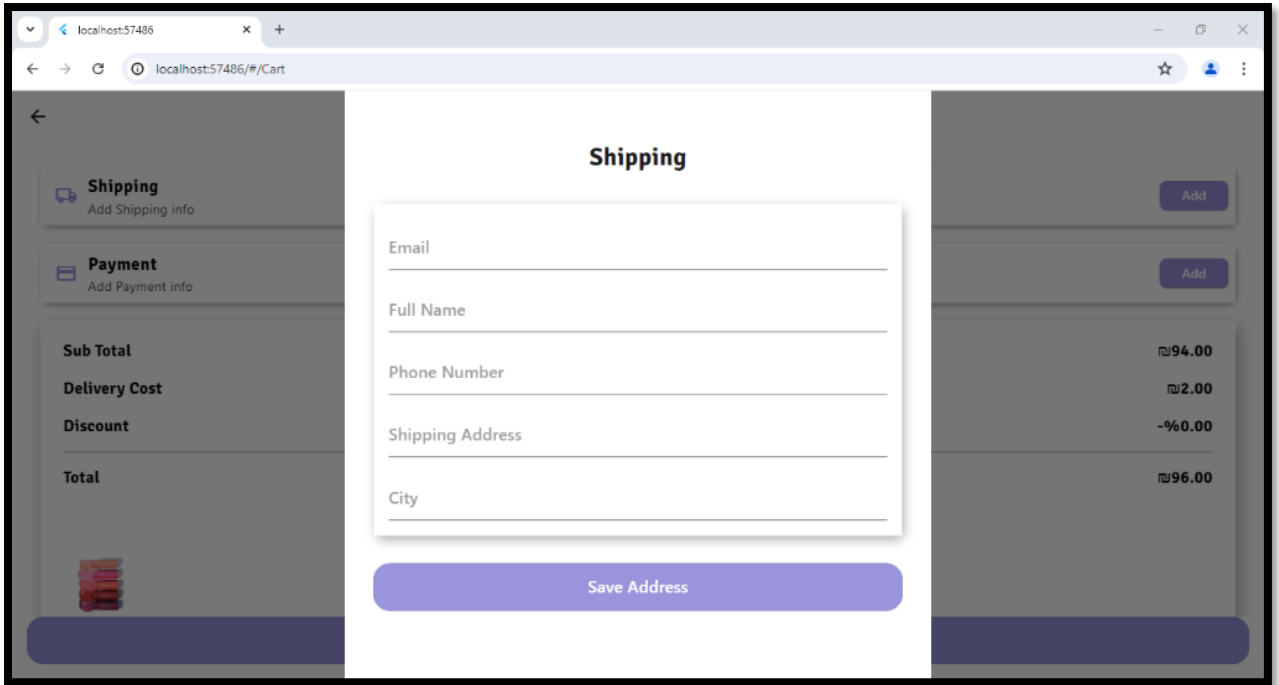 localhost:57486
localhost:57486/#/Cart
Shipping
Add Shipping info
Add
Payment
Add Payment info
Add
Sub Total
₪94.00
Delivery Cost
₪2.00
Discount
-%0.00
Total
₪96.00
Shipping
Email
Full Name
Phone Number
Shipping Address
City
Save Address